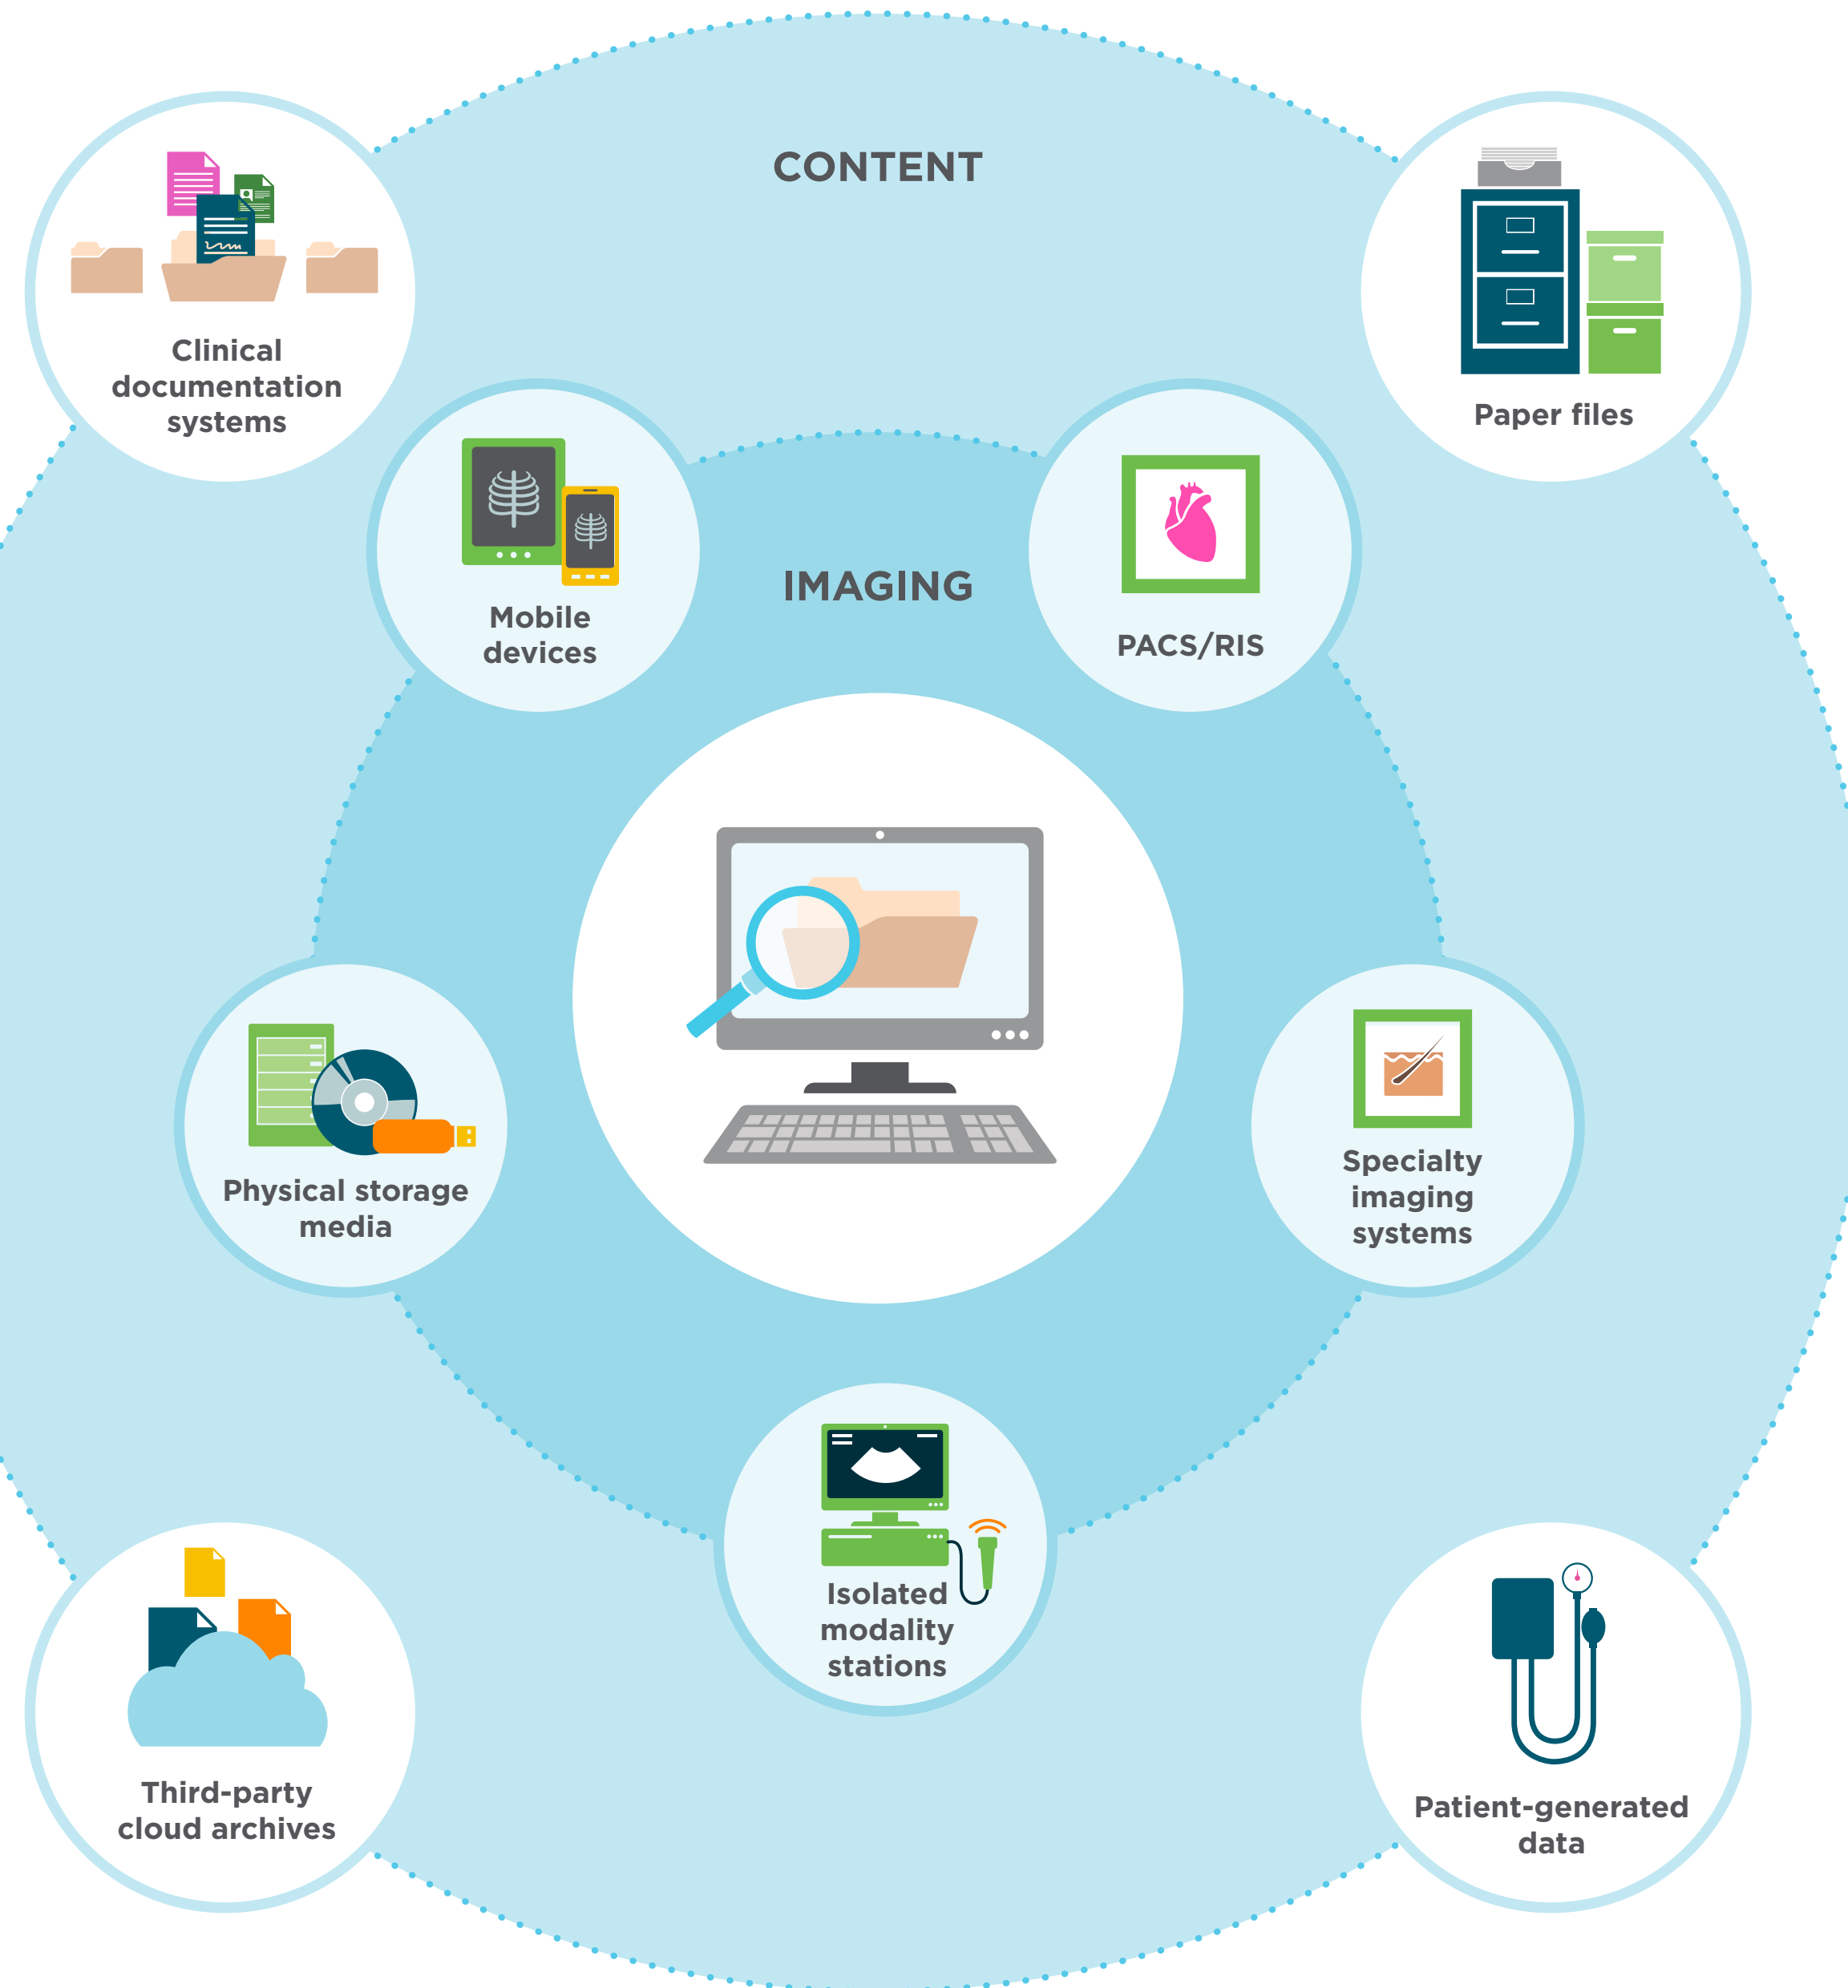 CONTENT
Clinical
documentation
systems
Paper files
Mobile
devices
IMAGING
PACS/RIS
Physical storage
media
Specialty
imaging
systems
Isolated
modality
stations
Third-party
cloud archives
Patient-generated
data